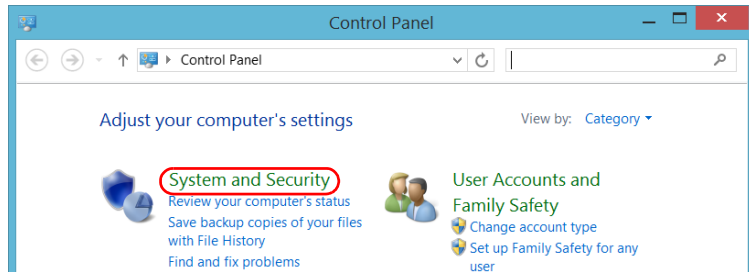 Control Panel
Control Panel
Adjust your computer's settings
View by: Category
System and Security
Review your computer's status
Save backup copies of your files
with File History
Find and fix problems
User Accounts and
Family Safety
Change account type
Set up Family Safety for any
user